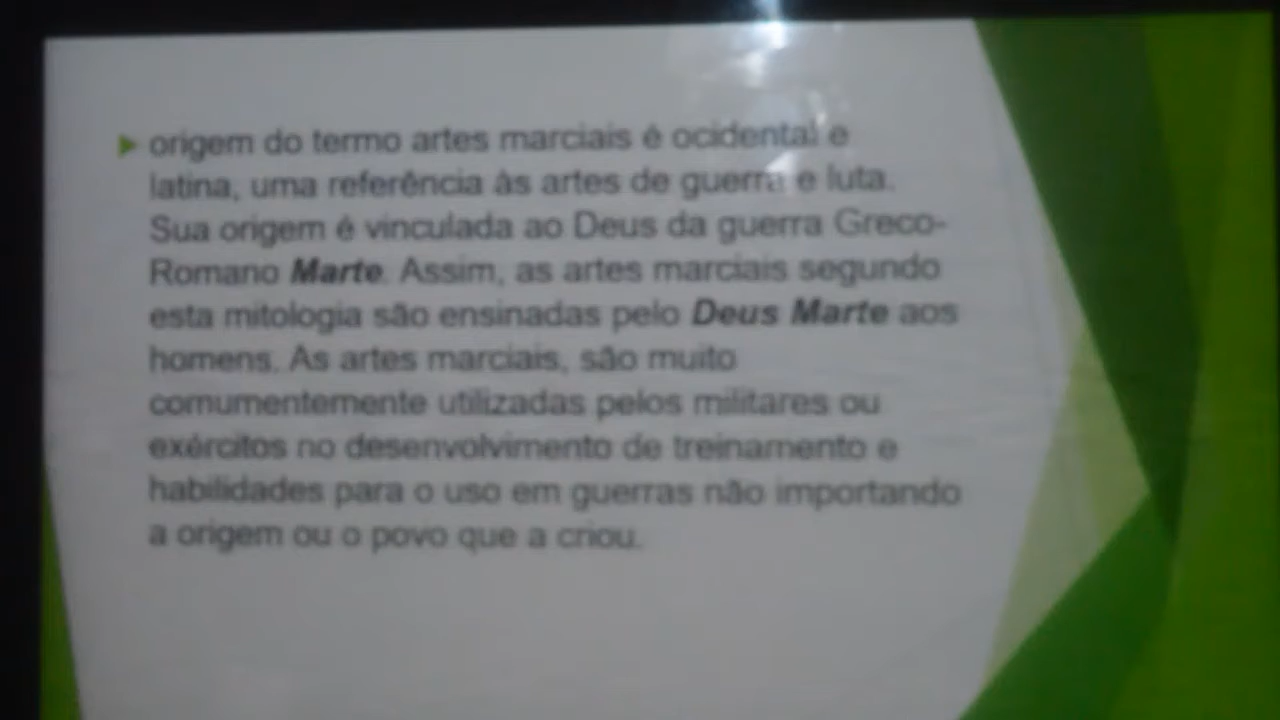 origem do termo artes marciais é ocidental e
latina, uma referência às artes de guerra e luta.
Sua origem é vinculada ao Deus da guerra Greco-
Romano Marte. Assim, as artes marciais segundo
esta mitologia são ensinadas pelo Deus Marte aos
homens. As artes marciais, são muito
comumentemente utilizadas pelos militares ou
exércitos no desenvolvimento de treinamento e
habilidades para o uso em guerras não importando
a origem ou o povo que a criou.